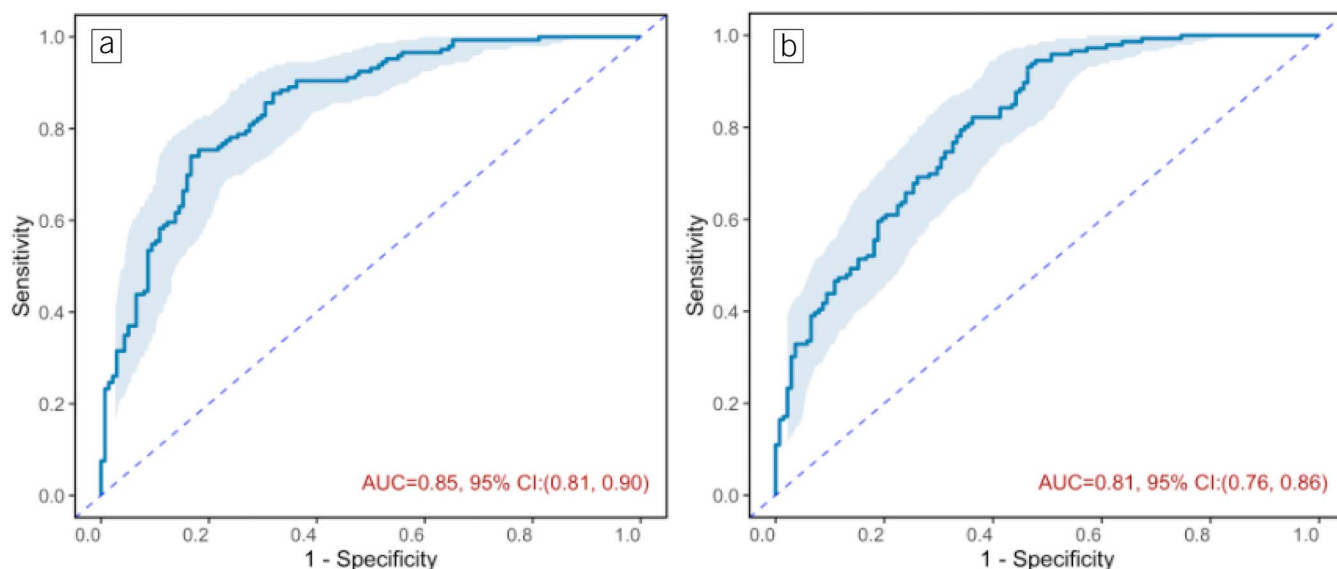 a
Sensitivity
1.0
0.8
0.6
0.4
0.2
0.0
AUC=0.85, 95% CI:(0.81, 0.90)
0.0 0.2 0.4 0.6 0.8 1.0
1 - Specificity
b
Sensitivity
1.0
0.8
0.6
0.4
0.2
0.0
AUC=0.81, 95% CI:(0.76, 0.86)
0.0 0.2 0.4 0.6 0.8 1.0
1 - Specificity